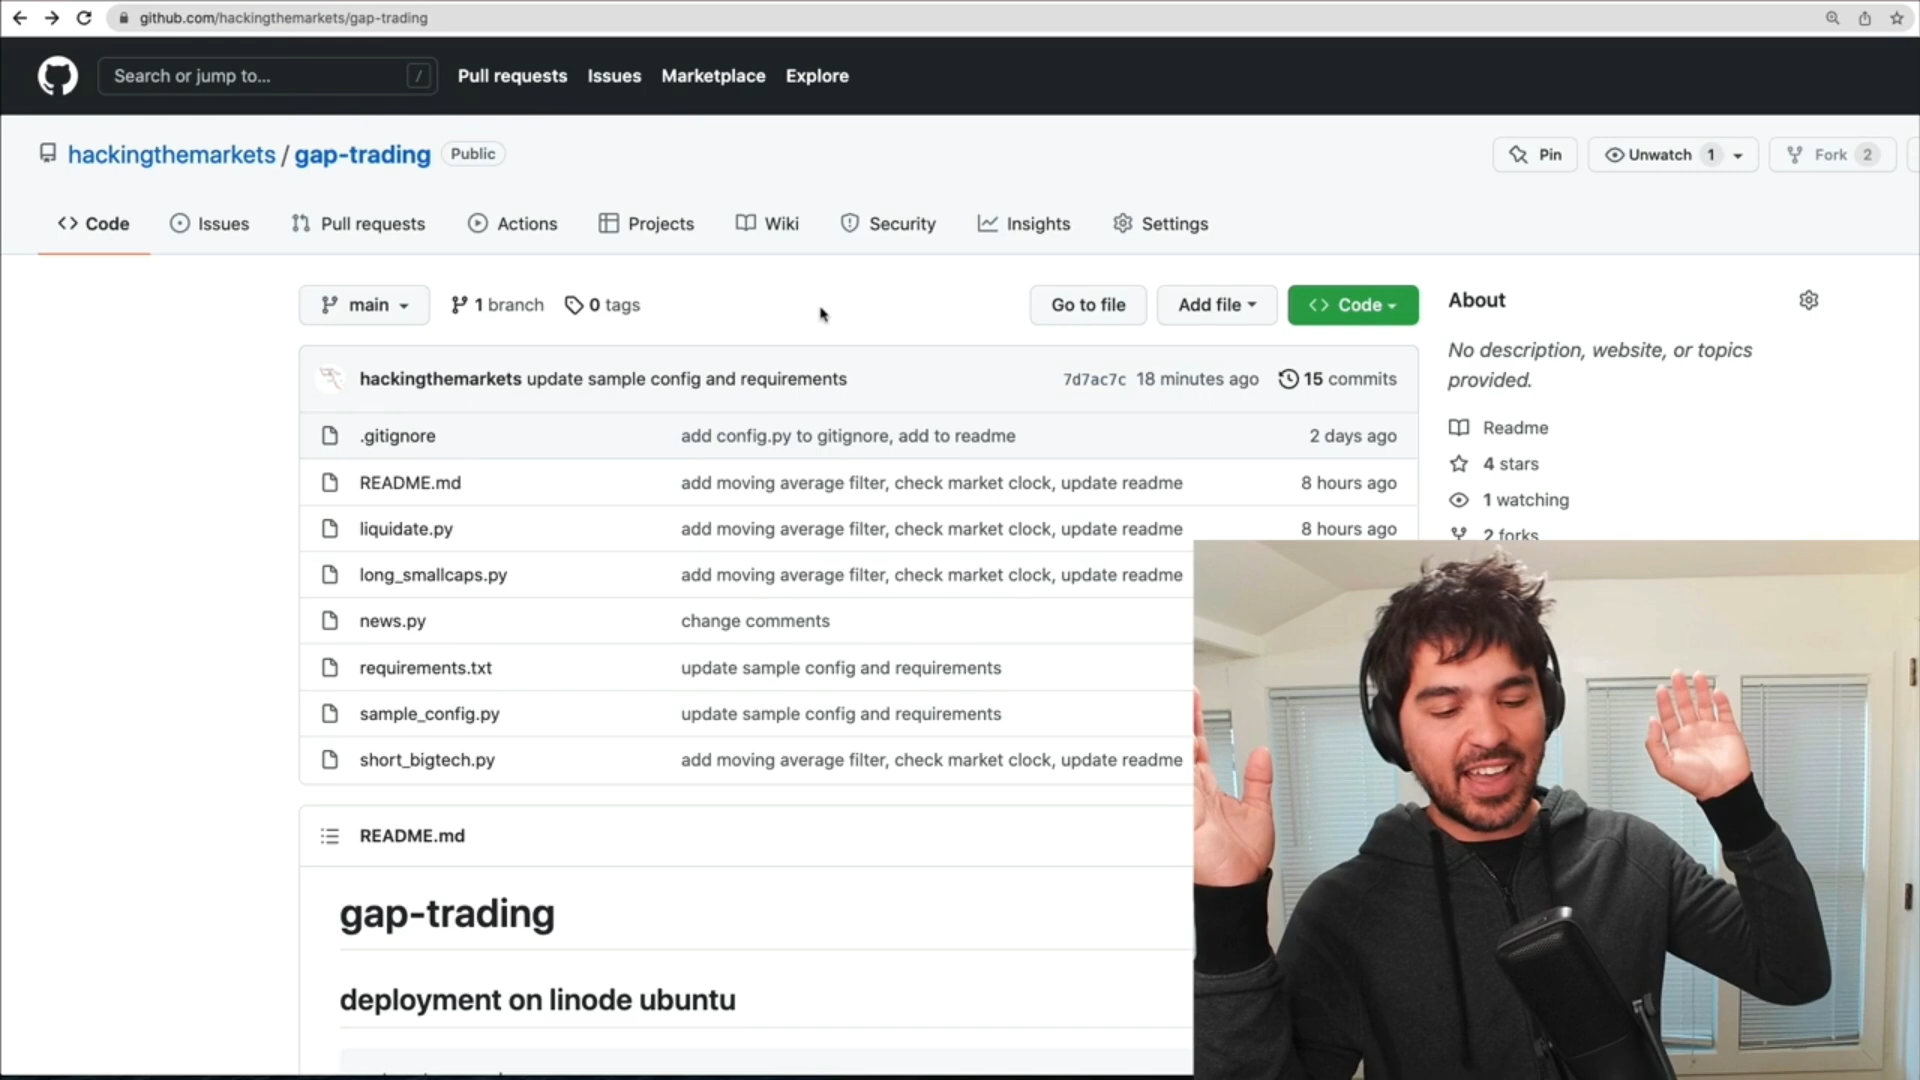 github.com/hackingthemarkets/gap-trading
Search or jump to... /
Pull requests Issues Marketplace Explore
hackingthemarkets / gap-trading Public
Pin Unwatch 1 Fork 2
Code Issues Pull requests Actions Projects Wiki Security Insights Settings
main 1 branch 0 tags Go to file Add file Code
About
No description, website, or topics
provided.
hackingthemarkets update sample config and requirements 7d7ac7c 18 minutes ago 15 commits
.gitignore add config.py to gitignore, add to readme 2 days ago
Readme
README.md add moving average filter, check market clock, update readme 8 hours ago
4 stars
1 watching
liquidate.py add moving average filter, check market clock, update readme 8 hours ago
2 forks
long_smallcaps.py add moving average filter, check market clock, update readme
news.py change comments
requirements.txt update sample config and requirements
sample_config.py update sample config and requirements
short_bigtech.py add moving average filter, check market clock, update readme
README.md
gap-trading
deployment on linode ubuntu